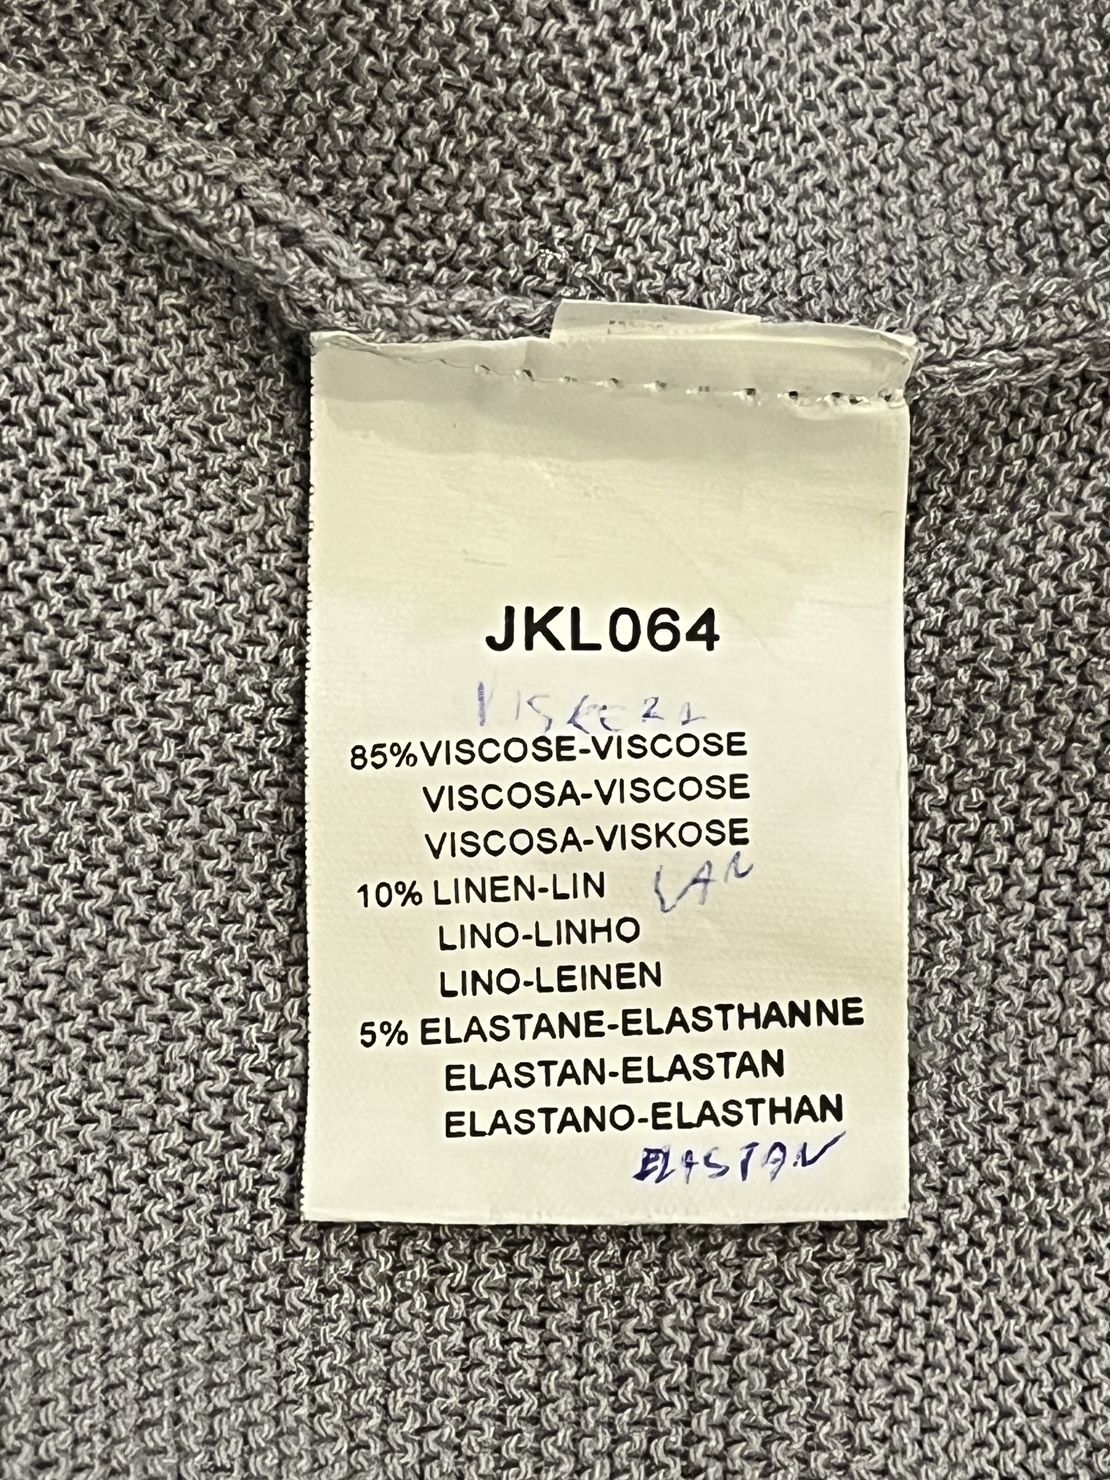 JKL064
85%VISCOSE-VISCOSE
VISCOSA-VISCOSE
VISCOSA-VISKOSE
10% LINEN-LIN LAN
LINO-LINHO
LINO-LEINEN
5% ELASTANE-ELASTHANNE
ELASTAN-ELASTAN
ELASTANO-ELASTHAN
ELASTAN